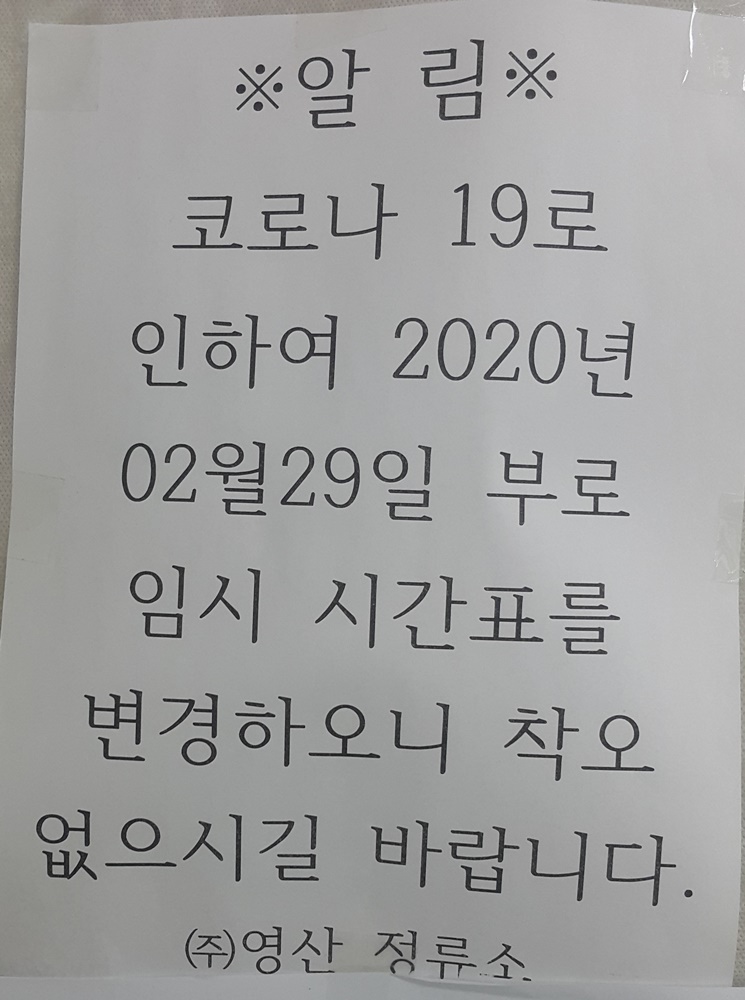 ※알 림※
코로나 19로
인하여 2020년
02월29일 부로
임시 시간표를
변경하오니 착오
없으시길 바랍니다.
㈜영산 정류소